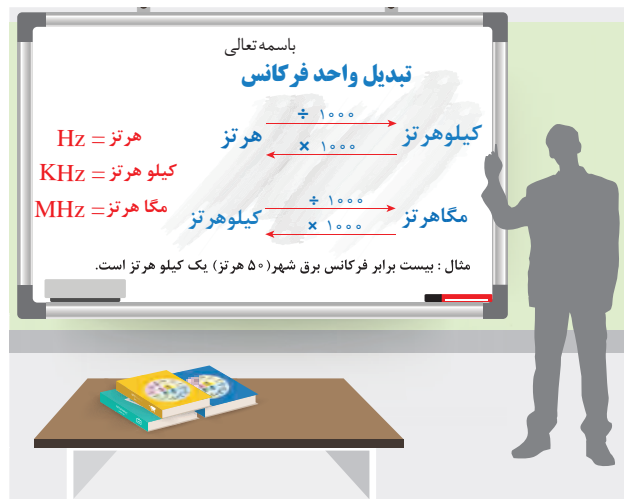 باسمه تعالی
تبدیل واحد فرکانس
÷ ۱۰۰۰
کیلوهرتز هرتز
× ۱۰۰۰
هرتز = Hz
کیلو هرتز = KHz
مگا هرتز = MHz
÷ ۱۰۰۰
مگاهرتز کیلوهرتز
× ۱۰۰۰
مثال : بیست برابر فرکانس برق شهر(۵۰ هرتز) یک کیلو هرتز است.